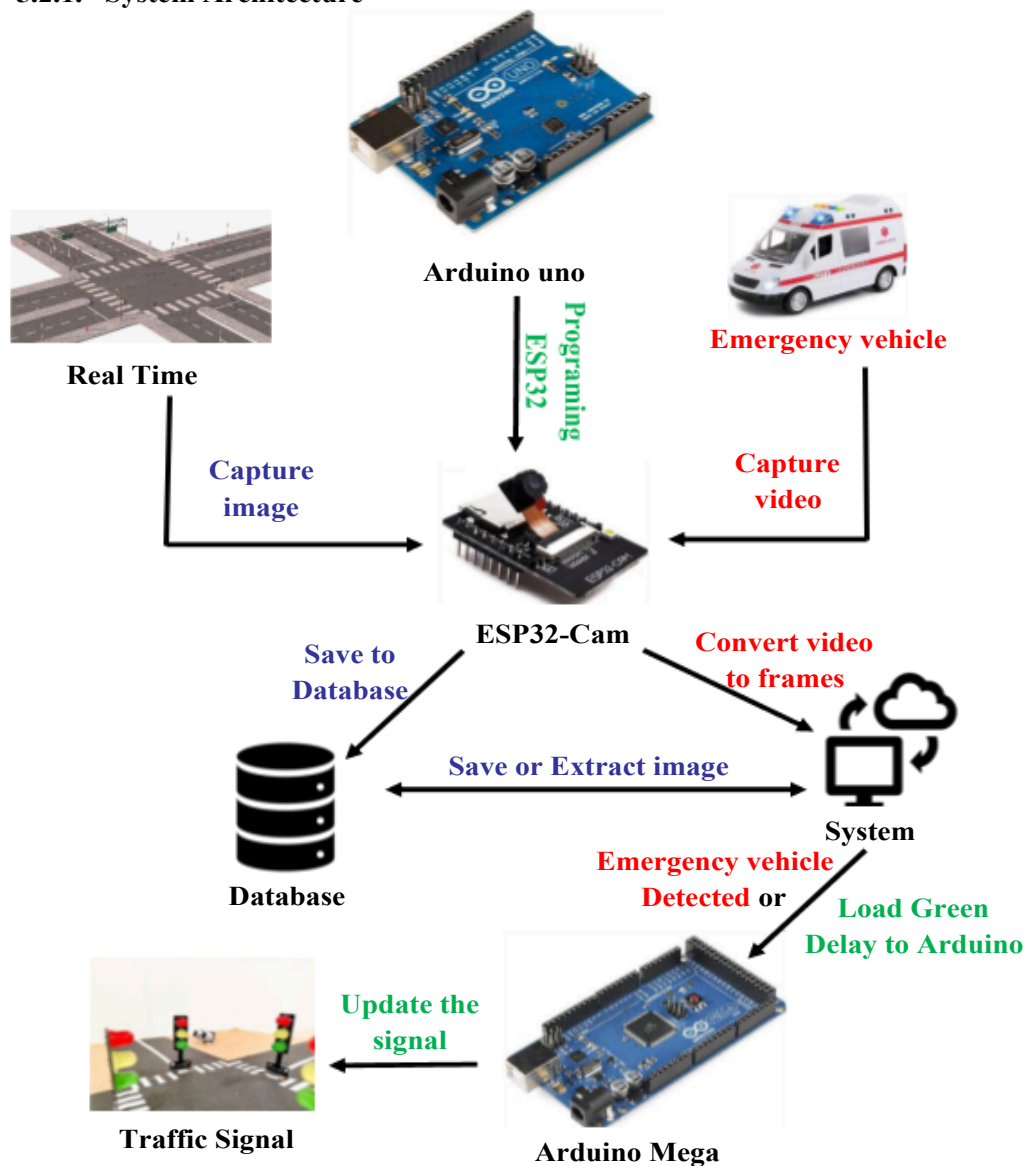 Arduino uno
Real Time
Emergency vehicle
Programing
ESP32
Capture
image
Capture
video
ESP32-Cam
Save to
Database
Convert video
to frames
Save or Extract image
Database
System
Emergency vehicle
Detected or
Load Green
Delay to Arduino
Update the
signal
Traffic Signal
Arduino Mega